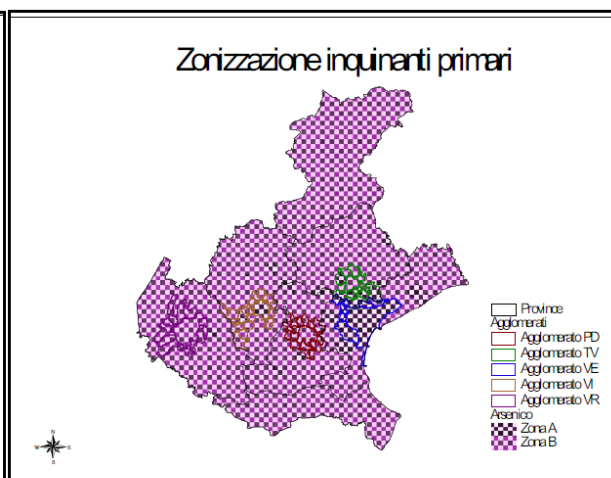 Zonizzazione inquinanti primari
Province
Agglomerati
Agglomerato PD
Agglomerato TV
Agglomerato VE
Agglomerato VI
Agglomerato VR
Arsenico
Zona A
Zona B
N
W E
S